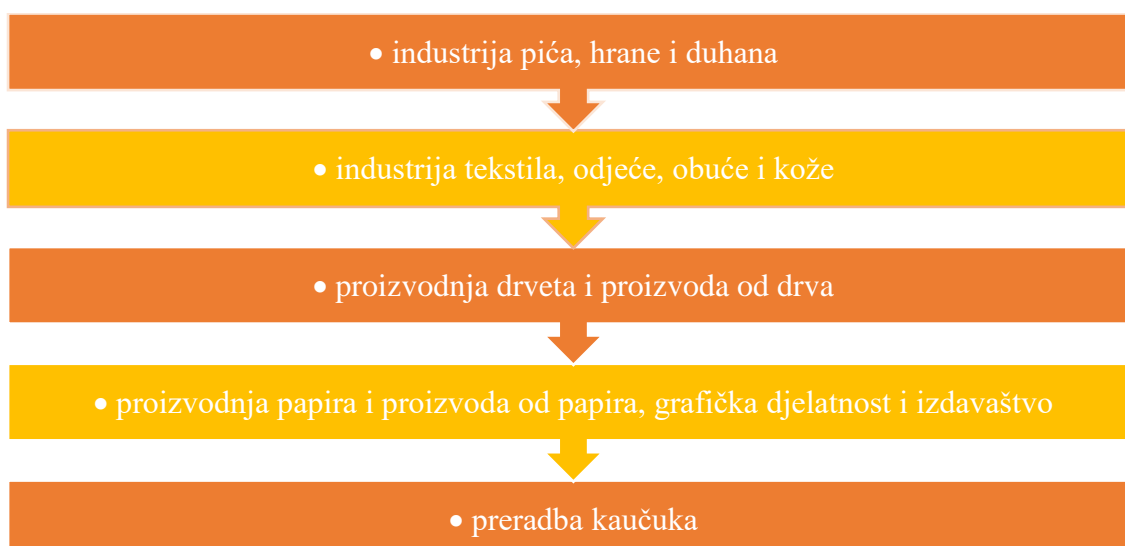 • industrija pića, hrane i duhana
• industrija tekstila, odjeće, obuće i kože
• proizvodnja drveta i proizvoda od drva
• proizvodnja papira i proizvoda od papira, grafička djelatnost i izdavaštvo
• preradba kaučuka